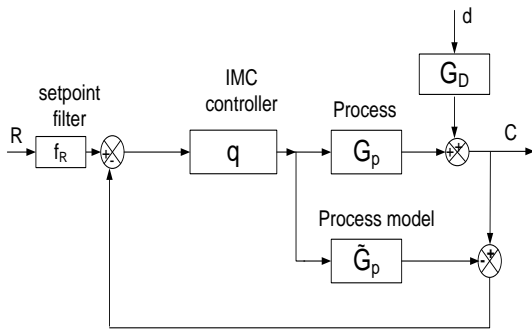 d
G_D
IMC
controller
setpoint
filter
Process
R
f_R
+
-
q
G_p
+
+
C
Process model
G̃_p
-
+